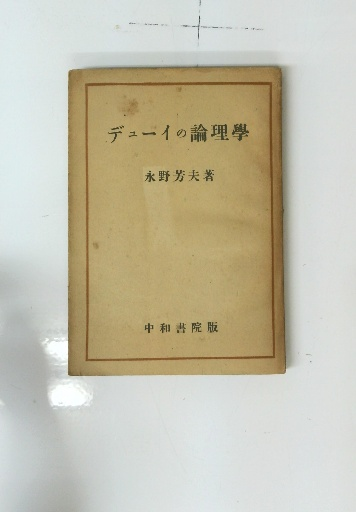 デューイの論理學
永野芳夫著
中和書院版